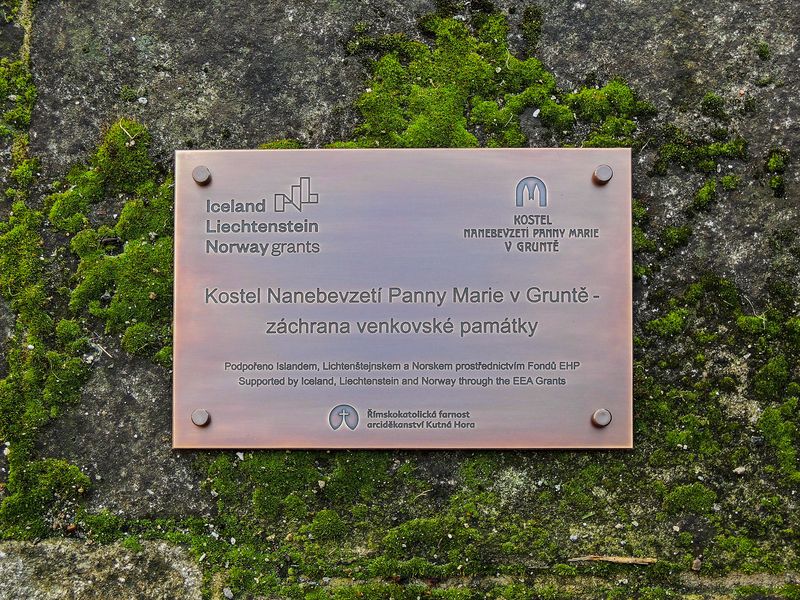 Iceland
Liechtenstein
Norway grants
KOSTEL
NANEBEVZETÍ PANNY MARIE
V GRUNTĚ
Kostel Nanebevzetí Panny Marie v Gruntě -
záchrana venkovské památky
Podpořeno Islandem, Lichtenštejnskem a Norskem prostřednictvím Fondů EHP
Supported by Iceland, Liechtenstein and Norway through the EEA Grants
Římskokatolická farnost
arciděkanství Kutná Hora